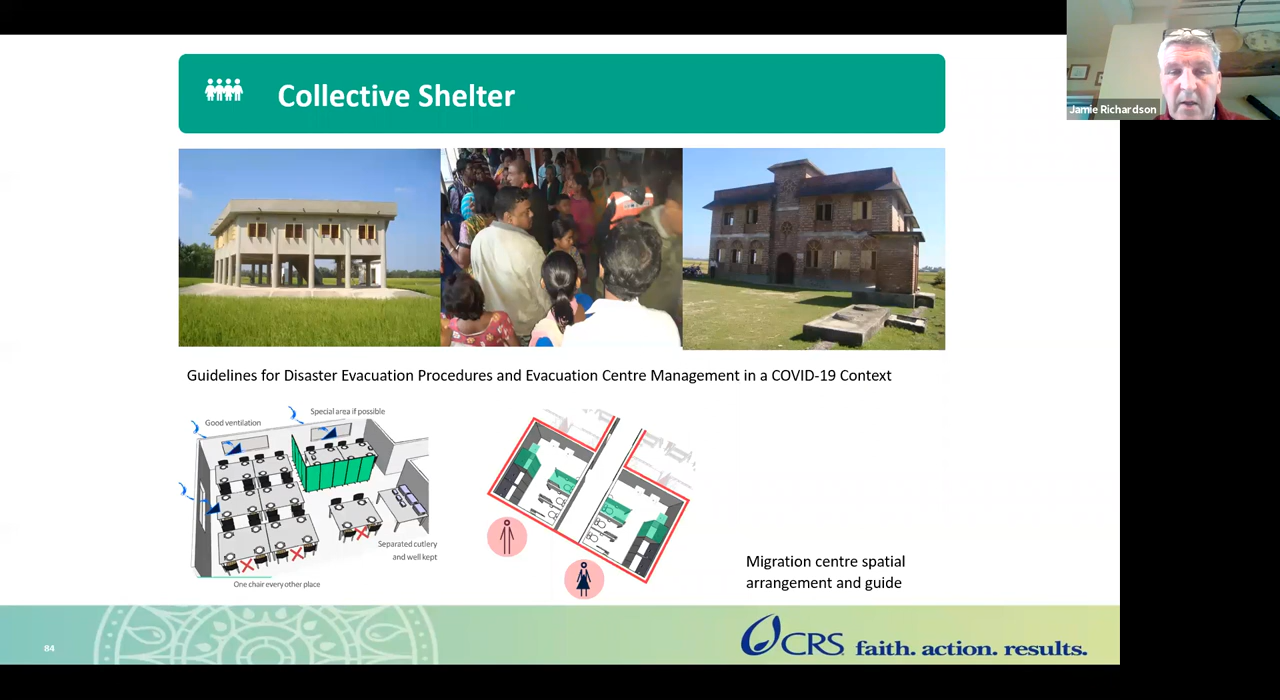 Jamie Richardson
Collective Shelter
Guidelines for Disaster Evacuation Procedures and Evacuation Centre Management in a COVID-19 Context
Special area if possible
Good ventilation
Separated cutlery
and well kept
One chair every other place
Migration centre spatial
arrangement and guide
84
CRS faith. action. results.